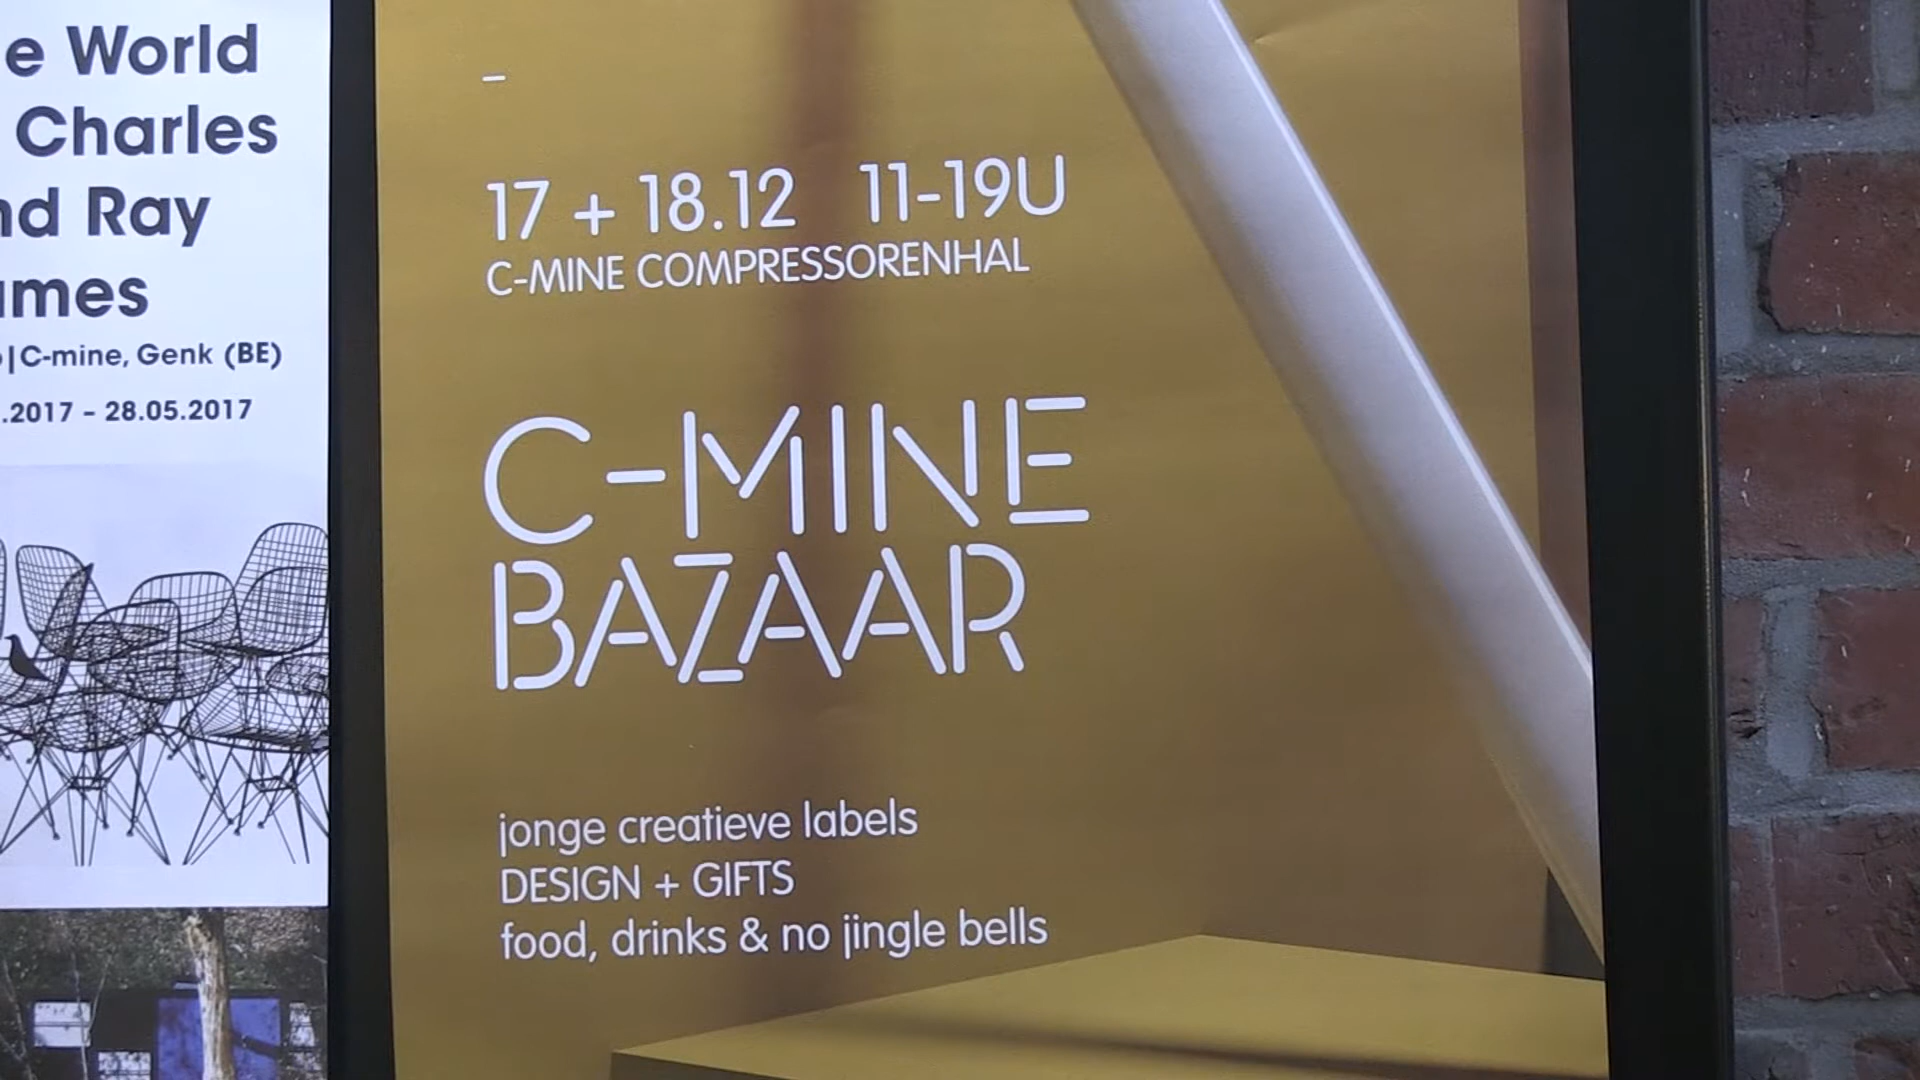 e World
Charles
nd Ray
ames
| C-mine, Genk (BE)
.2017 - 28.05.2017
–
17 + 18.12 11-19U
C-MINE COMPRESSORENHAL
C-MINE
BAZAAR
jonge creatieve labels
DESIGN + GIFTS
food, drinks & no jingle bells